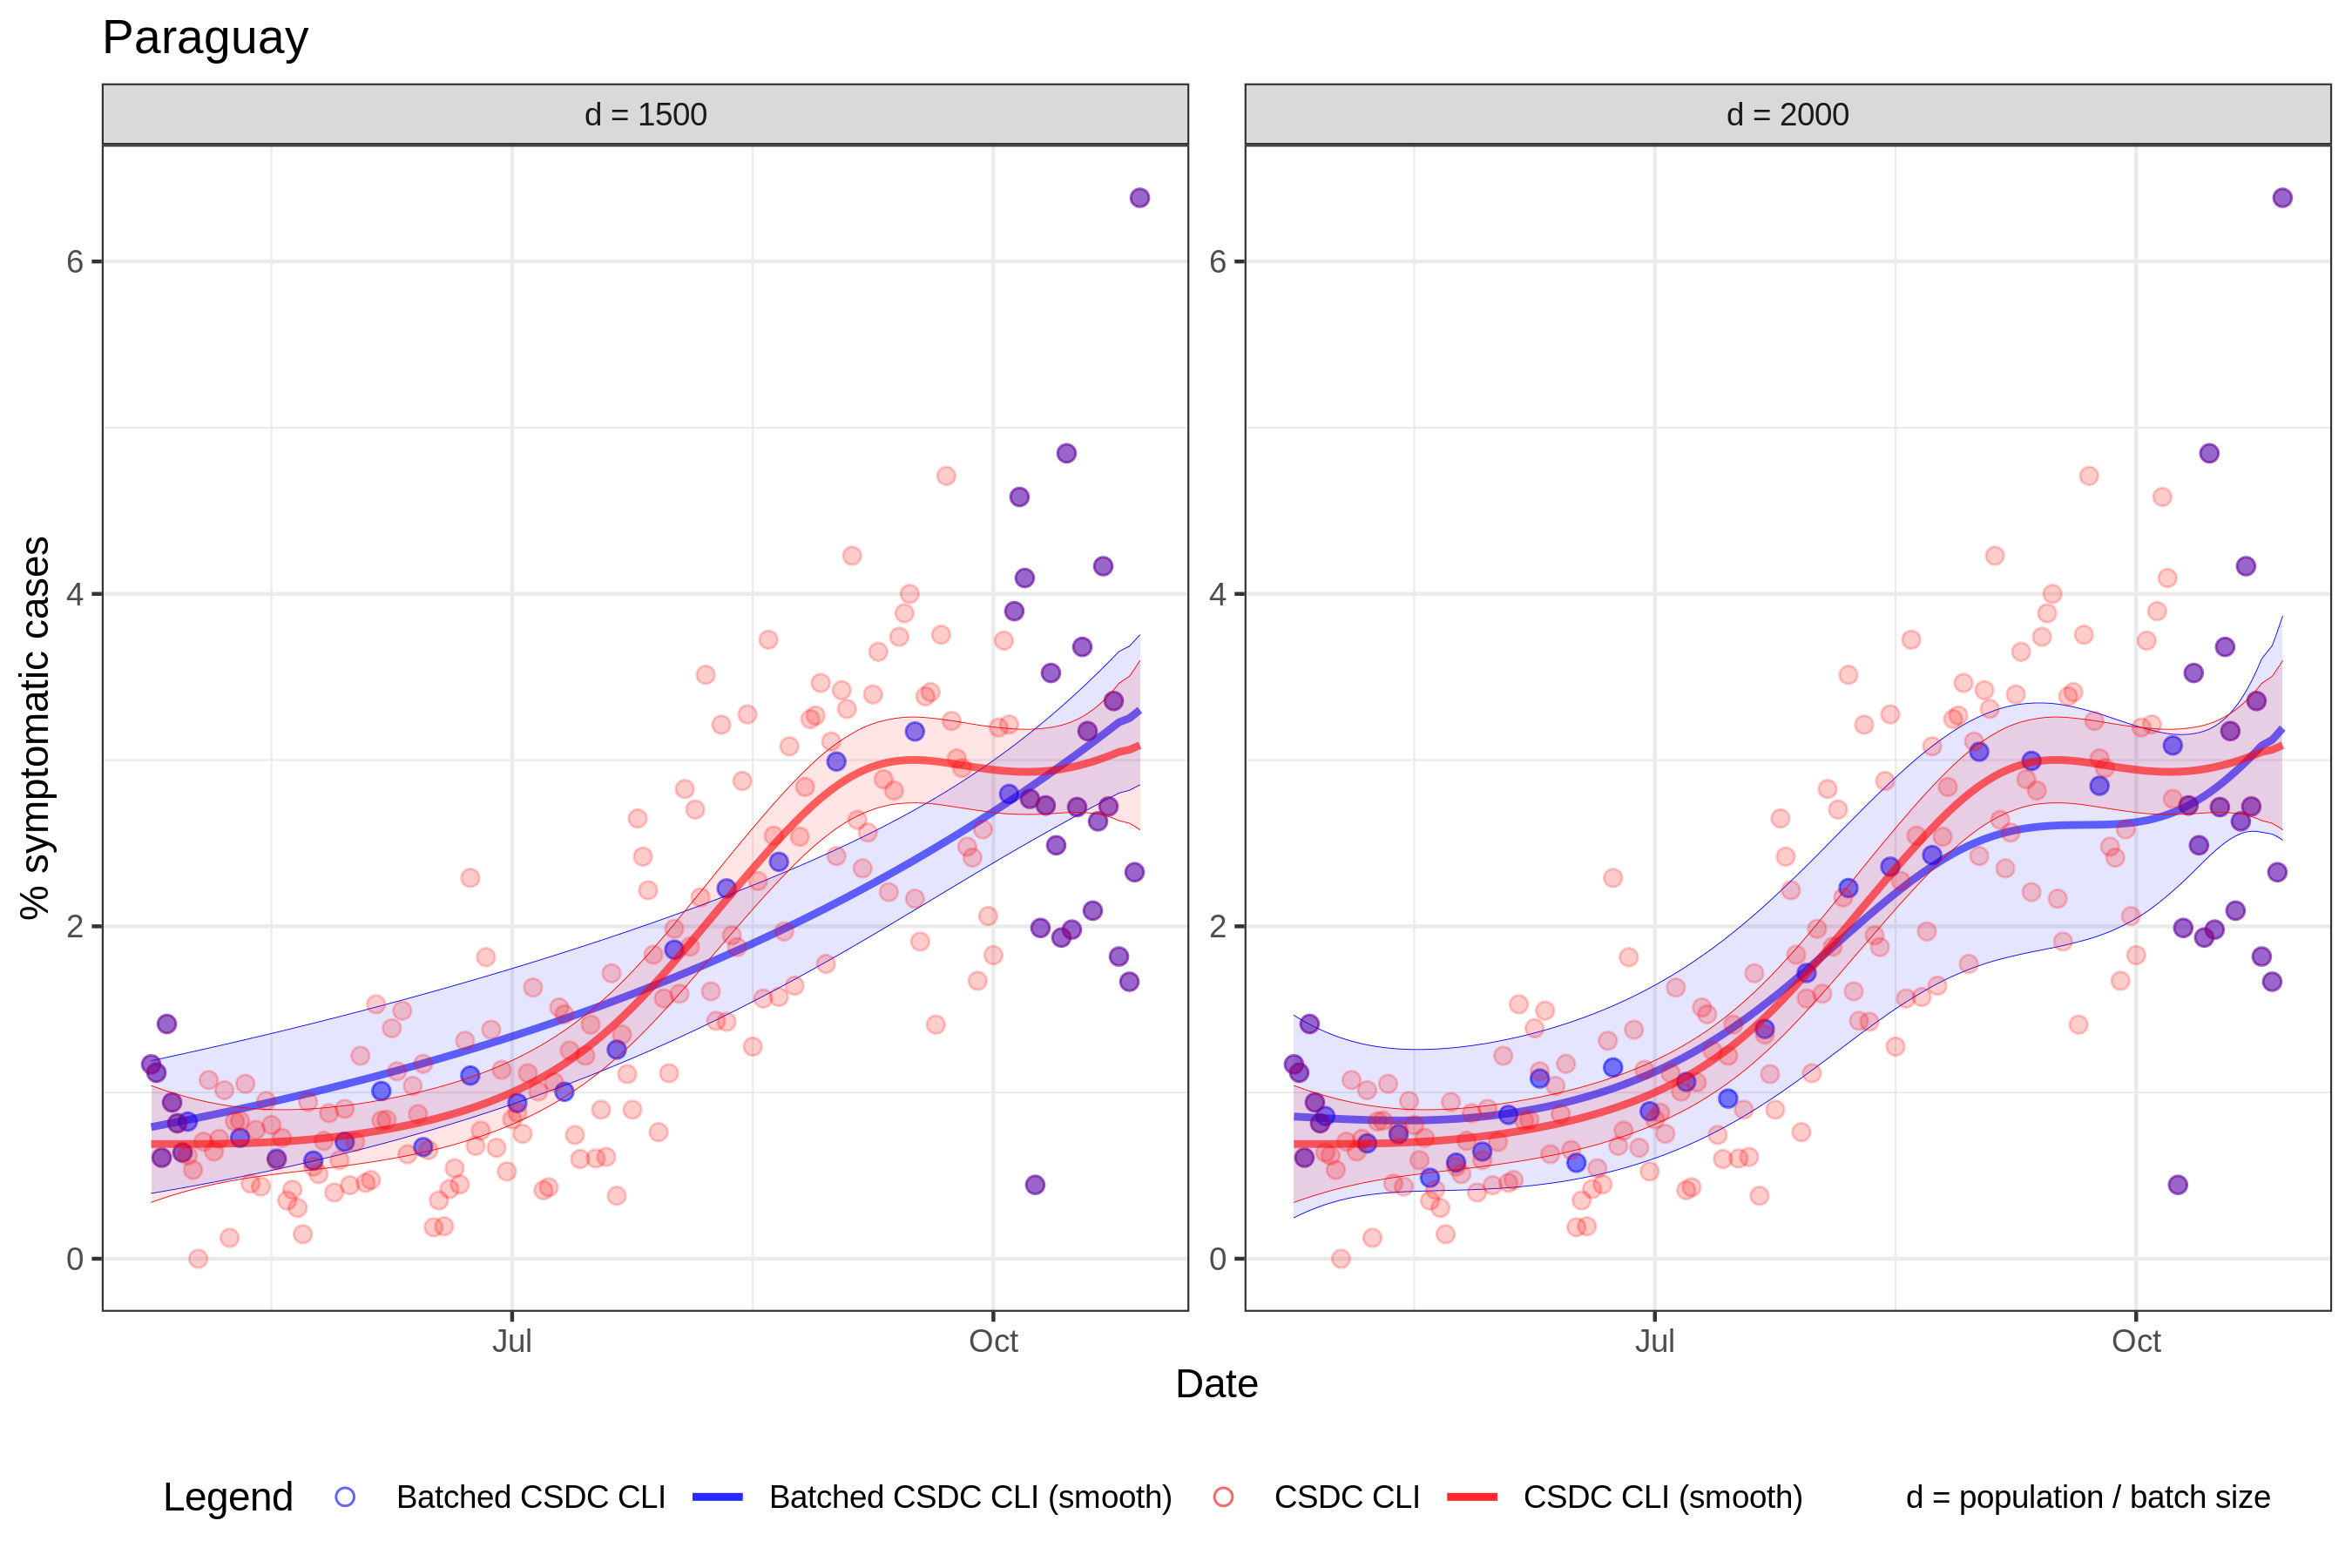 Paraguay
d = 1500
d = 2000
% symptomatic cases
6
4
2
0
6
4
2
0
Jul
Oct
Jul
Oct
Date
Legend
Batched CSDC CLI
Batched CSDC CLI (smooth)
CSDC CLI
CSDC CLI (smooth)
d = population / batch size